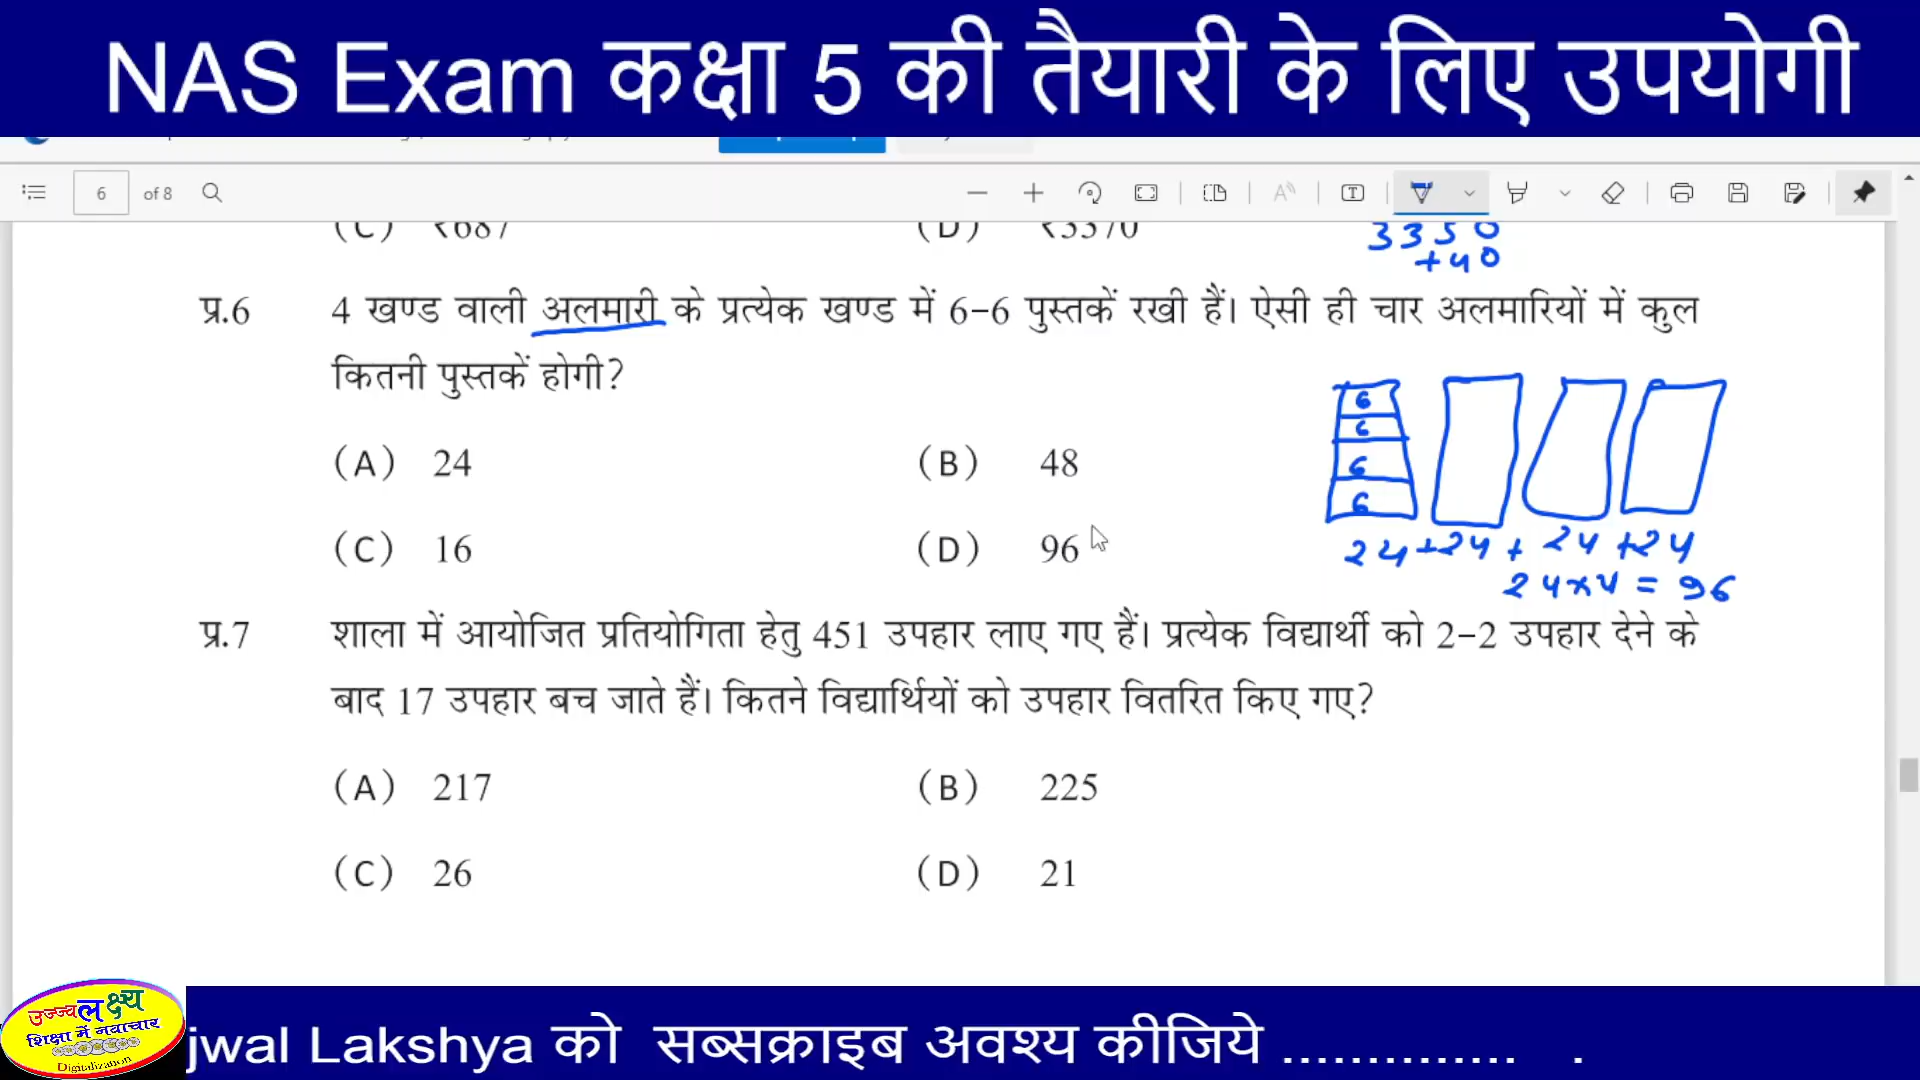 NAS Exam कक्षा 5 की तैयारी के लिए उपयोगी
6 of 8
(C) ₹687 (D) ₹3370
3350
+40
प्र.6 4 खण्ड वाली अलमारी के प्रत्येक खण्ड में 6-6 पुस्तकें रखी हैं। ऐसी ही चार अलमारियों में कुल
कितनी पुस्तकें होगी?
6
6
6
6
(A) 24 (B) 48
(C) 16 (D) 96
24+24+ 24 +24
24×4 = 96
प्र.7 शाला में आयोजित प्रतियोगिता हेतु 451 उपहार लाए गए हैं। प्रत्येक विद्यार्थी को 2-2 उपहार देने के
बाद 17 उपहार बच जाते हैं। कितने विद्यार्थियों को उपहार वितरित किए गए?
(A) 217 (B) 225
(C) 26 (D) 21
उज्ज्वल लक्ष्य
शिक्षा में नवाचार
Digitalization
jwal Lakshya को सब्सक्राइब अवश्य कीजिये .............. .